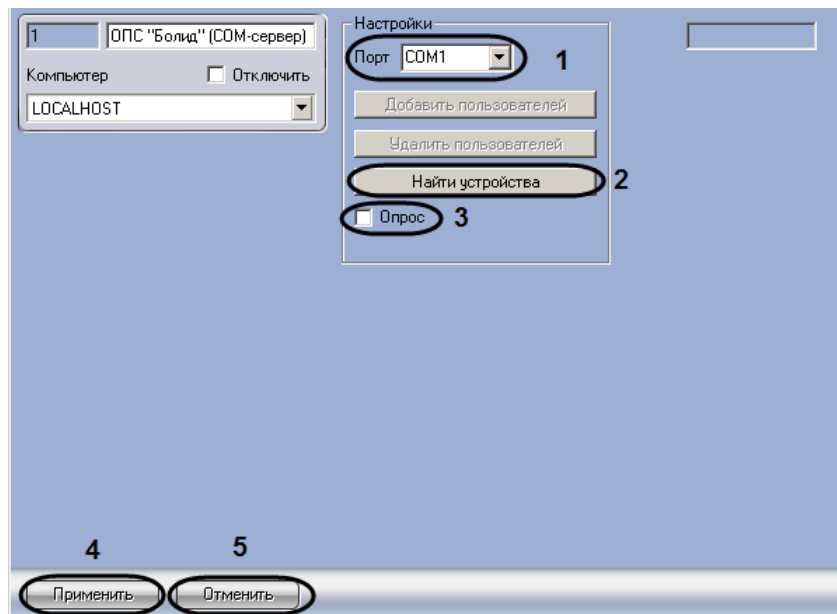 1 ОПС "Болид" (COM-сервер)
Компьютер Отключить
LOCALHOST
Настройки
Порт COM1 1
Добавить пользователей
Удалить пользователей
Найти устройства 2
Опрос 3
4 5
Применить Отменить